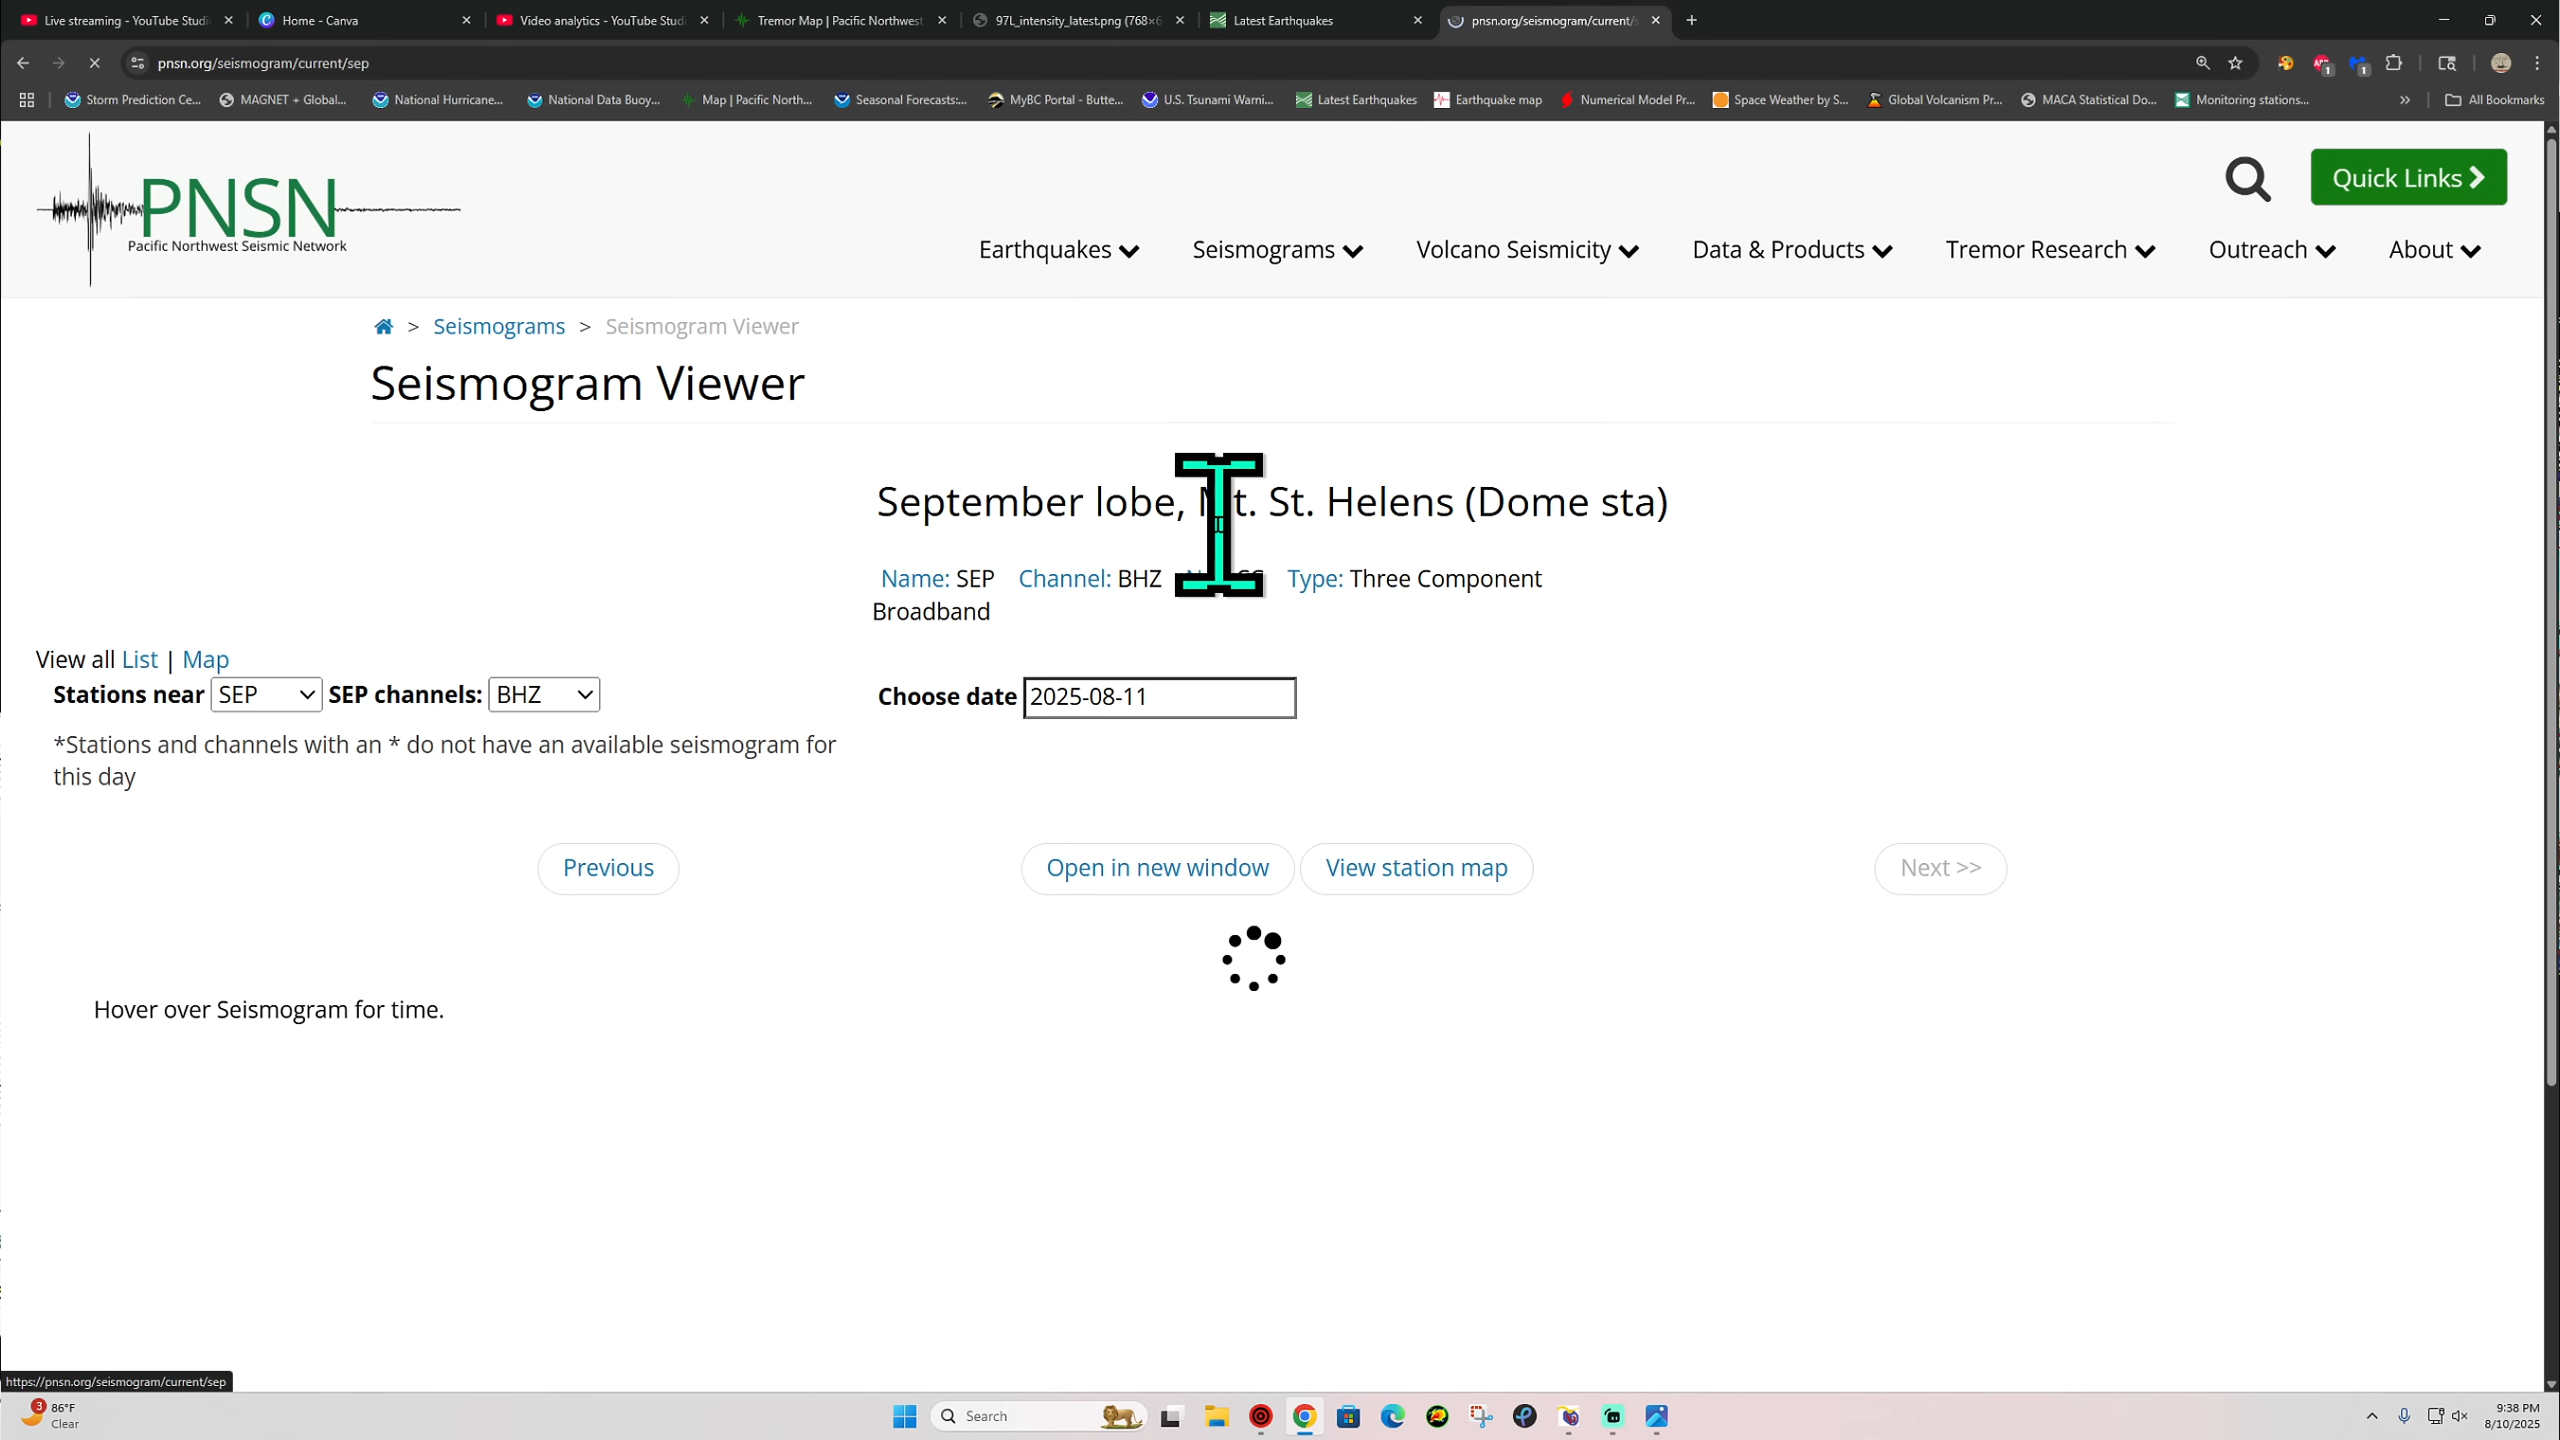 Live streaming - YouTube Studi
Home - Canva
Video analytics - YouTube Studi
Tremor Map | Pacific Northwest
97L_intensity_latest.png (768×6
Latest Earthquakes
pnsn.org/seismogram/current/s
pnsn.org/seismogram/current/sep
Storm Prediction Ce...
MAGNET + Global...
National Hurricane...
National Data Buoy...
Map | Pacific North...
Seasonal Forecasts:...
MyBC Portal - Butte...
U.S. Tsunami Warni...
Latest Earthquakes
Earthquake map
Numerical Model Pr...
Space Weather by S...
Global Volcanism Pr...
MACA Statistical Do...
Monitoring stations...
All Bookmarks
PNSN
Pacific Northwest Seismic Network
Quick Links
Earthquakes Seismograms Volcano Seismicity Data & Products Tremor Research Outreach About
> Seismograms > Seismogram Viewer
Seismogram Viewer
September lobe, Mt. St. Helens (Dome sta)
Name: SEP Channel: BHZ Type: Three Component
Broadband
View all List | Map
Stations near SEP SEP channels: BHZ
Choose date 2025-08-11
*Stations and channels with an * do not have an available seismogram for
this day
Previous
Open in new window
View station map
Next >>
Hover over Seismogram for time.
https://pnsn.org/seismogram/current/sep
3
86°F
Clear
Search
9:38 PM
8/10/2025